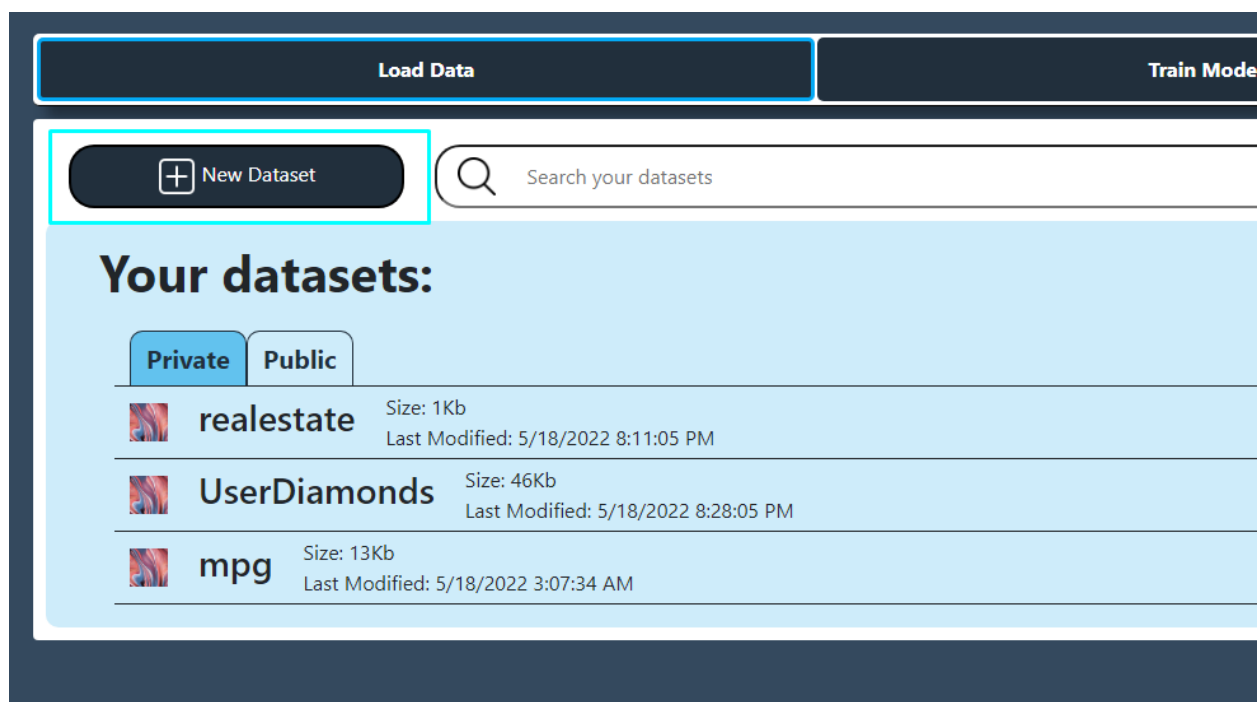 Load Data
Train Mode
New Dataset
Search your datasets
Your datasets:
Private
Public
realestate
Size: 1Kb
Last Modified: 5/18/2022 8:11:05 PM
UserDiamonds
Size: 46Kb
Last Modified: 5/18/2022 8:28:05 PM
mpg
Size: 13Kb
Last Modified: 5/18/2022 3:07:34 AM